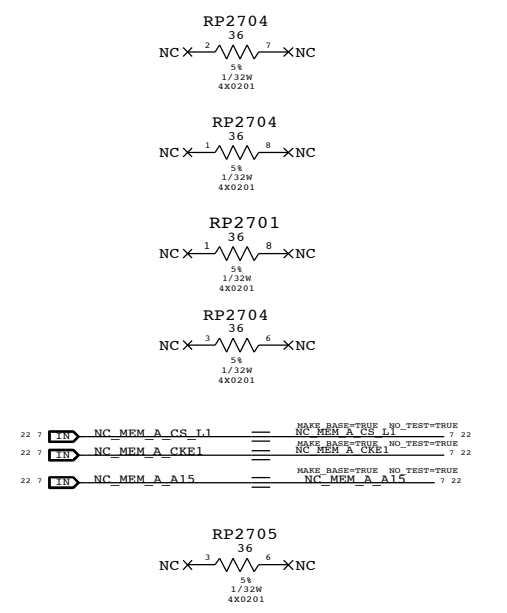 RP2704
36
NC 2 7 NC
5%
1/32W
4X0201
RP2704
36
NC 1 8 NC
5%
1/32W
4X0201
RP2701
36
NC 1 8 NC
5%
1/32W
4X0201
RP2704
36
NC 3 6 NC
5%
1/32W
4X0201
MAKE_BASE=TRUE NO_TEST=TRUE
22 7 IN NC_MEM_A_CS_L1 NC_MEM_A_CS_L1 7 22
MAKE_BASE=TRUE NO_TEST=TRUE
22 7 IN NC_MEM_A_CKE1 NC_MEM_A_CKE1 7 22
MAKE_BASE=TRUE NO_TEST=TRUE
22 7 IN NC_MEM_A_A15 NC_MEM_A_A15 7 22
RP2705
36
NC 3 6 NC
5%
1/32W
4X0201